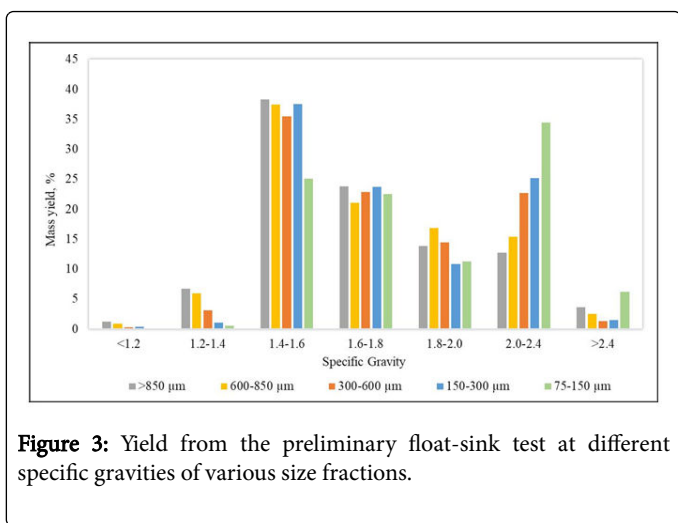 45
40
35
30
25
20
15
10
5
0
Mass yield, %
<1.2 1.2-1.4 1.4-1.6 1.6-1.8 1.8-2.0 2.0-2.4 >2.4
Specific Gravity
>850 μm 600-850 μm 300-600 μm 150-300 μm 75-150 μm
Figure 3: Yield from the preliminary float-sink test at different
specific gravities of various size fractions.